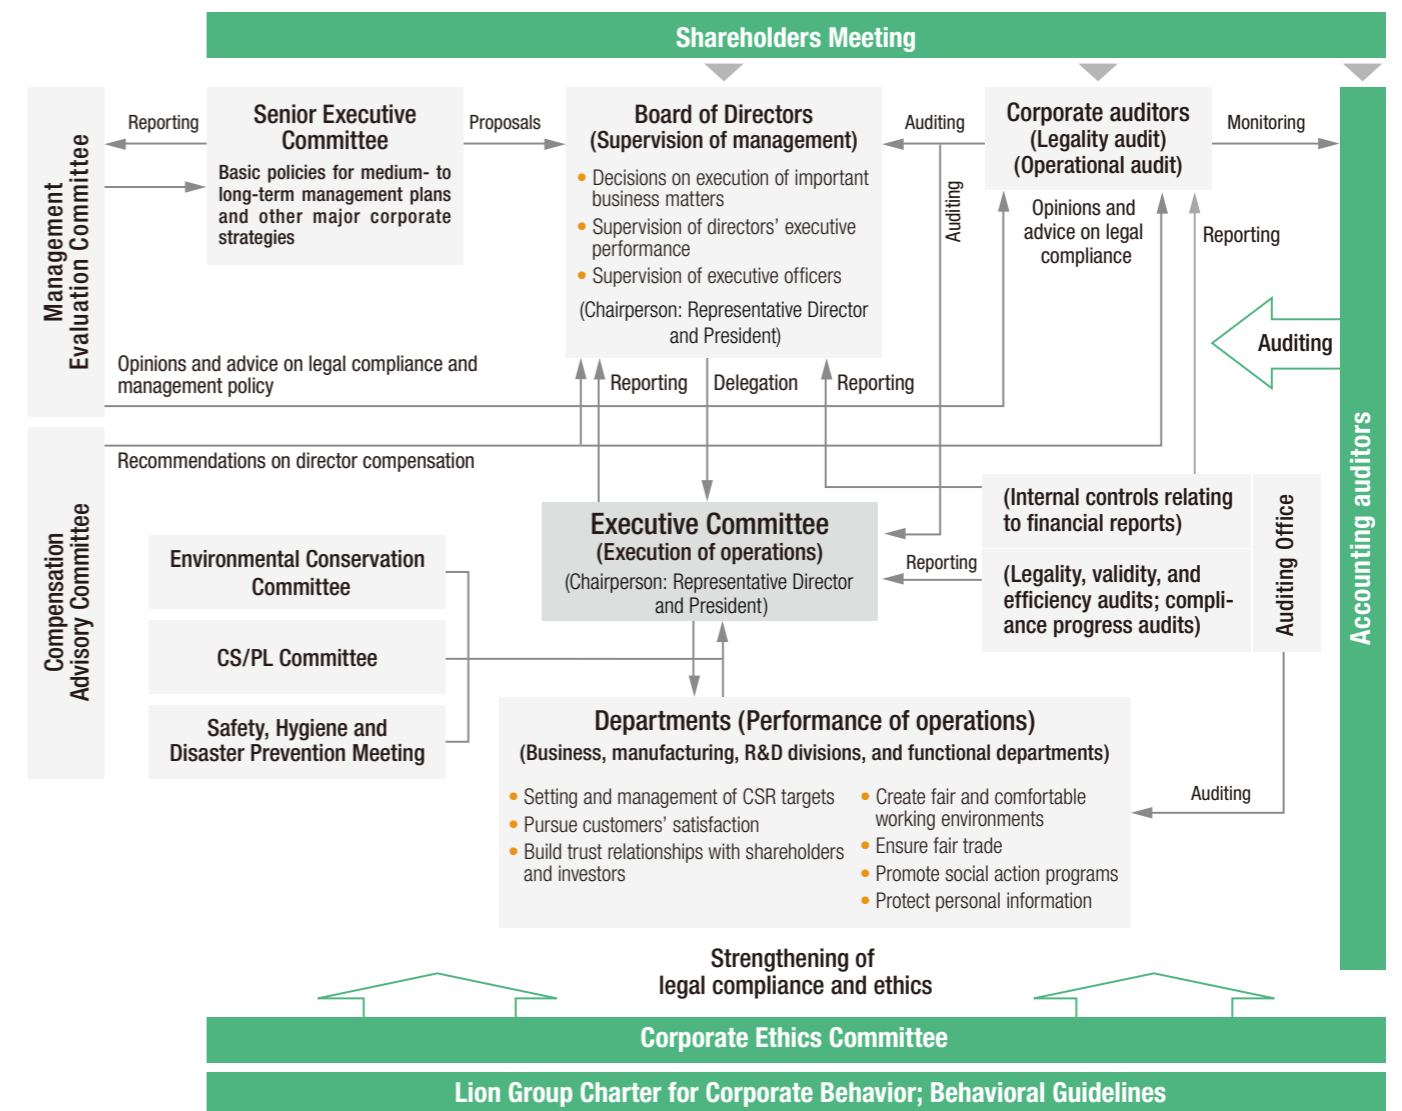 Shareholders Meeting
Management
Evaluation Committee
Reporting
Senior Executive
Committee
Basic policies for medium- to
long-term management plans
and other major corporate
strategies
Proposals
Board of Directors
(Supervision of management)
• Decisions on execution of important
business matters
• Supervision of directors’ executive
performance
• Supervision of executive officers
(Chairperson: Representative Director
and President)
Auditing
Auditing
Corporate auditors
(Legality audit)
(Operational audit)
Monitoring
Opinions and
advice on legal
compliance
Reporting
Auditing
Accounting auditors
Opinions and advice on legal compliance and
management policy
Reporting
Delegation
Reporting
Compensation
Advisory Committee
Recommendations on director compensation
Executive Committee
(Execution of operations)
(Chairperson: Representative Director
and President)
Reporting
(Internal controls relating
to financial reports)
(Legality, validity, and
efficiency audits; compli-
ance progress audits)
Auditing Office
Environmental Conservation
Committee
CS/PL Committee
Safety, Hygiene and
Disaster Prevention Meeting
Departments (Performance of operations)
(Business, manufacturing, R&D divisions, and functional departments)
• Setting and management of CSR targets
• Pursue customers’ satisfaction
• Build trust relationships with shareholders
and investors
• Create fair and comfortable
working environments
• Ensure fair trade
• Promote social action programs
• Protect personal information
Auditing
Strengthening of
legal compliance and ethics
Corporate Ethics Committee
Lion Group Charter for Corporate Behavior; Behavioral Guidelines